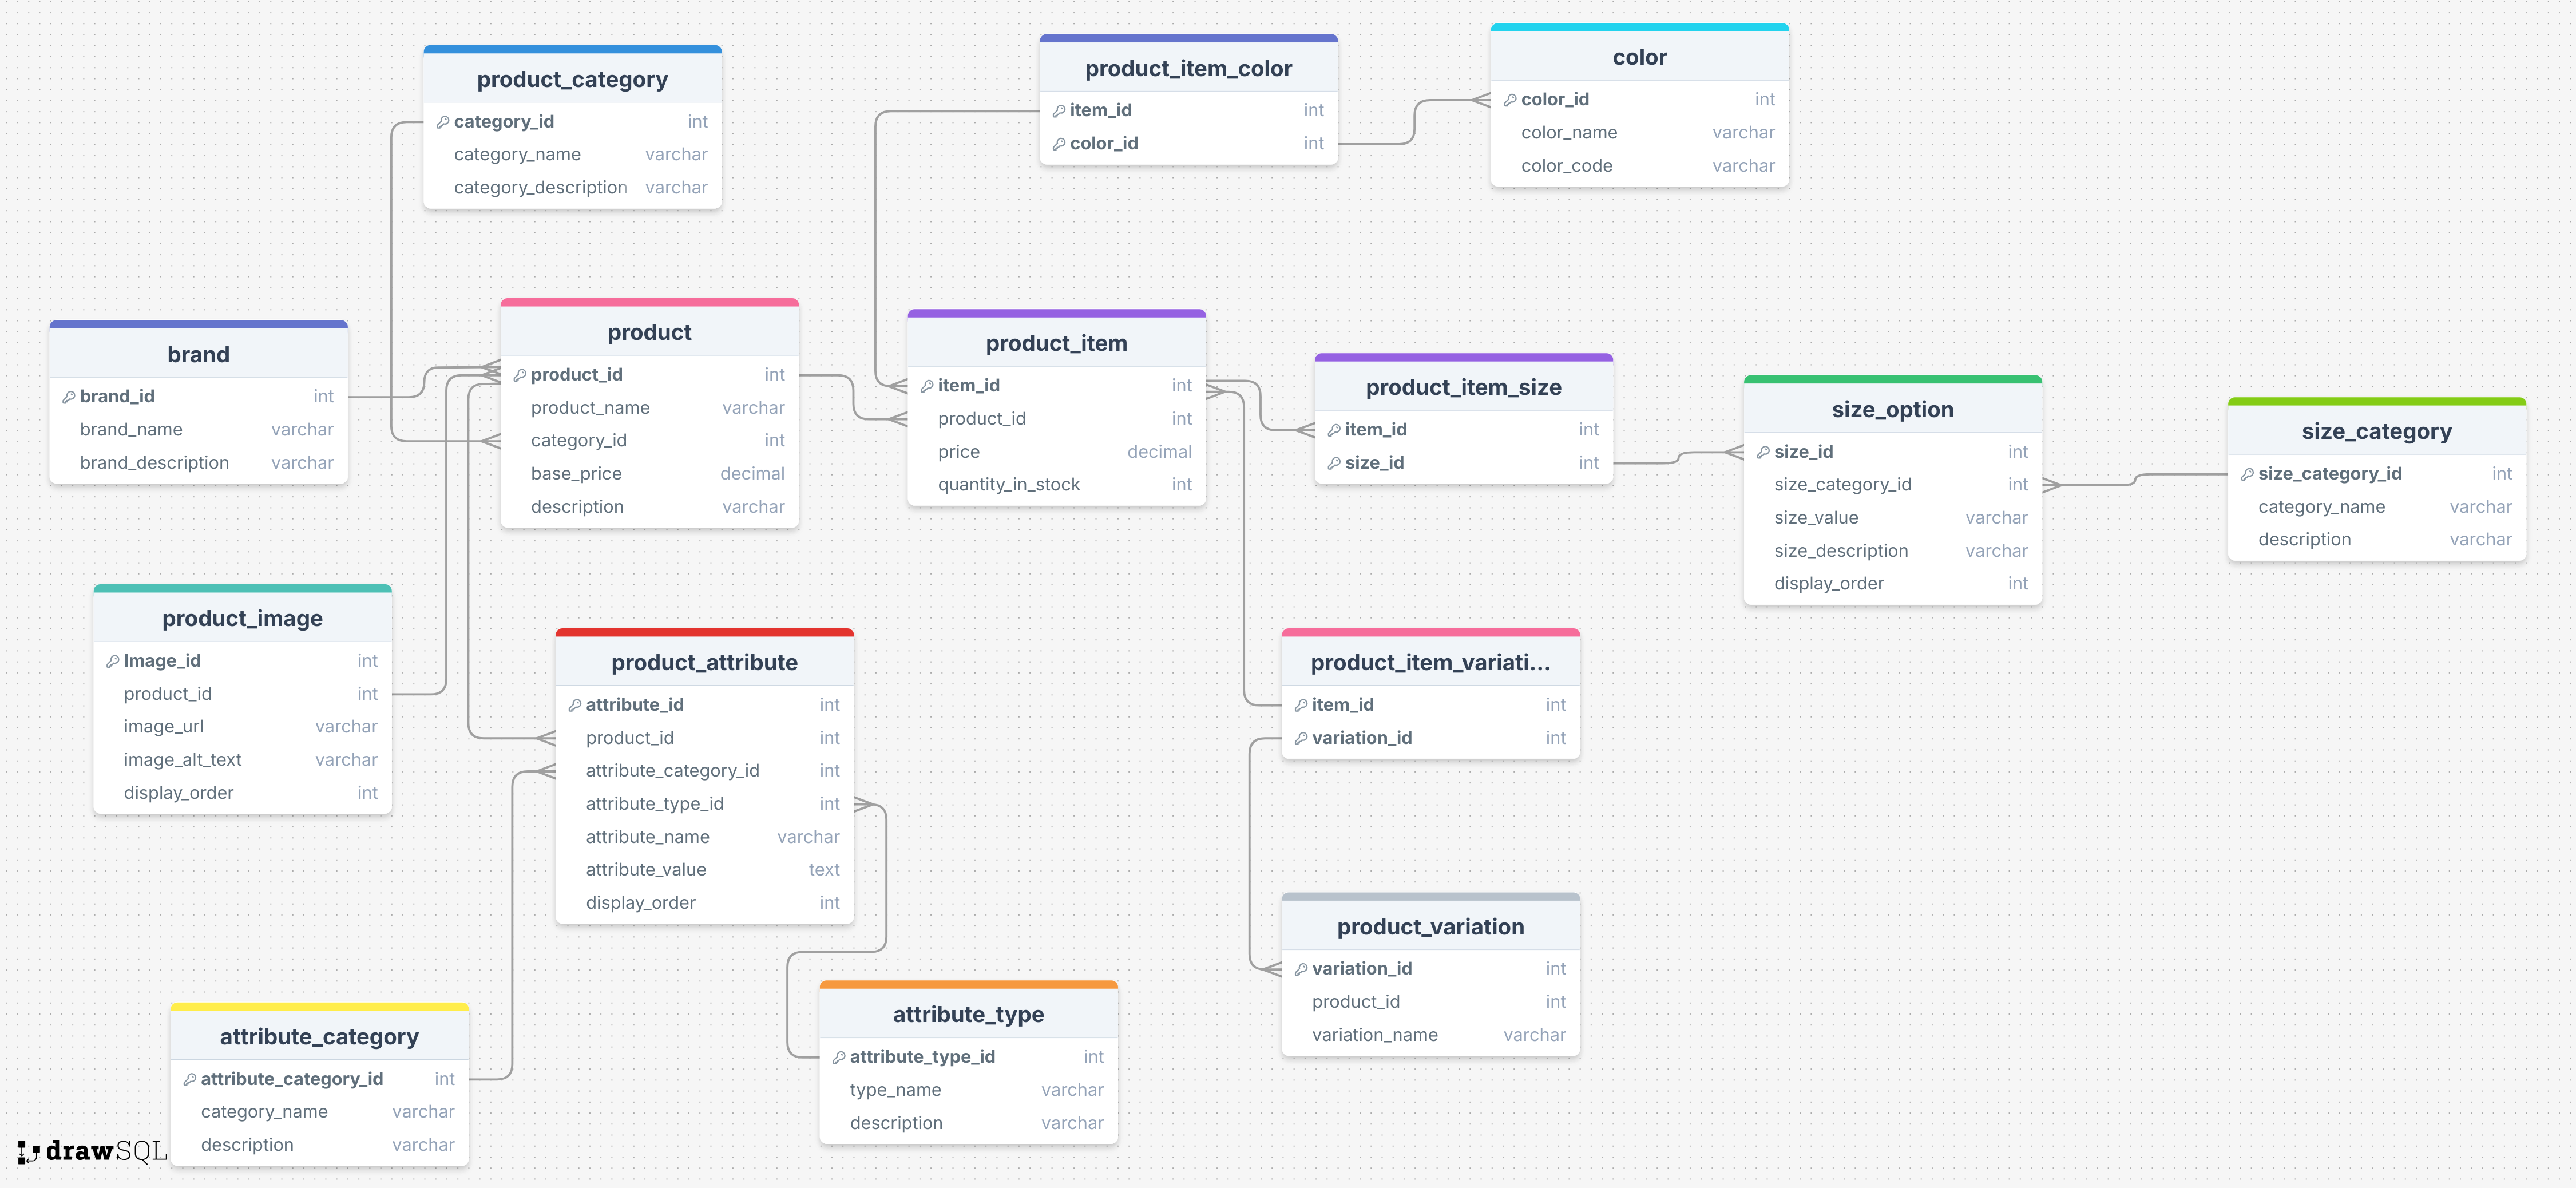 product_category
category_id int
category_name varchar
category_description varchar
product_item_color
item_id int
color_id int
color
color_id int
color_name varchar
color_code varchar
brand
brand_id int
brand_name varchar
brand_description varchar
product
product_id int
product_name varchar
category_id int
base_price decimal
description varchar
product_item
item_id int
product_id int
price decimal
quantity_in_stock int
product_item_size
item_id int
size_id int
size_option
size_id int
size_category_id int
size_value varchar
size_description varchar
display_order int
size_category
size_category_id int
category_name varchar
description varchar
product_image
Image_id int
product_id int
image_url varchar
image_alt_text varchar
display_order int
product_attribute
attribute_id int
product_id int
attribute_category_id int
attribute_type_id int
attribute_name varchar
attribute_value text
display_order int
product_item_variati...
item_id int
variation_id int
product_variation
variation_id int
product_id int
variation_name varchar
attribute_category
attribute_category_id int
category_name varchar
description varchar
attribute_type
attribute_type_id int
type_name varchar
description varchar
drawSQL